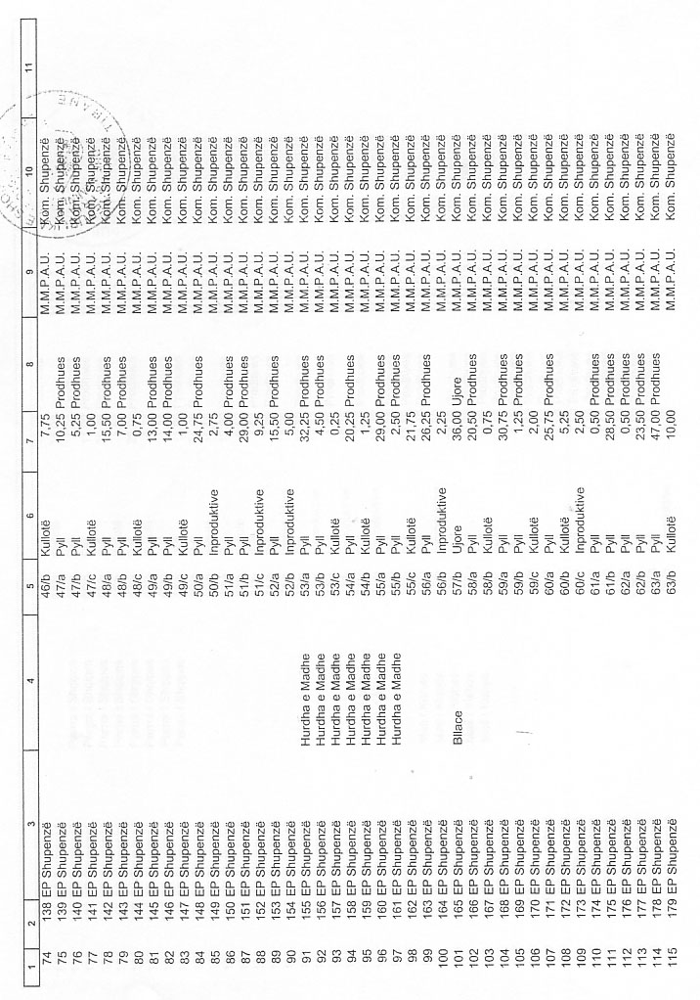 1 2 3 4 5 6 7 8 9 10 11
74 138 EP Shupenzë 46/b Kullotë 7,75 M.M.P.A.U. Kom. Shupenzë
75 139 EP Shupenzë 47/a Pyll 10,25 Prodhues M.M.P.A.U. Kom. Shupenzë
76 140 EP Shupenzë 47/b Pyll 5,25 Prodhues M.M.P.A.U. Kom. Shupenzë
77 141 EP Shupenzë 47/c Kullotë 1,00 M.M.P.A.U. Kom. Shupenzë
78 142 EP Shupenzë 48/a Pyll 15,50 Prodhues M.M.P.A.U. Kom. Shupenzë
79 143 EP Shupenzë 48/b Pyll 7,00 Prodhues M.M.P.A.U. Kom. Shupenzë
80 144 EP Shupenzë 48/c Kullotë 0,75 M.M.P.A.U. Kom. Shupenzë
81 145 EP Shupenzë 49/a Pyll 13,00 Prodhues M.M.P.A.U. Kom. Shupenzë
82 146 EP Shupenzë 49/b Pyll 14,00 Prodhues M.M.P.A.U. Kom. Shupenzë
83 147 EP Shupenzë 49/c Kullotë 1,00 M.M.P.A.U. Kom. Shupenzë
84 148 EP Shupenzë 50/a Pyll 24,75 Prodhues M.M.P.A.U. Kom. Shupenzë
85 149 EP Shupenzë 50/b Inproduktive 2,75 M.M.P.A.U. Kom. Shupenzë
86 150 EP Shupenzë 51/a Pyll 4,00 Prodhues M.M.P.A.U. Kom. Shupenzë
87 151 EP Shupenzë 51/b Pyll 29,00 Prodhues M.M.P.A.U. Kom. Shupenzë
88 152 EP Shupenzë 51/c Inproduktive 9,25 M.M.P.A.U. Kom. Shupenzë
89 153 EP Shupenzë 52/a Pyll 15,50 Prodhues M.M.P.A.U. Kom. Shupenzë
90 154 EP Shupenzë 52/b Inproduktive 5,00 M.M.P.A.U. Kom. Shupenzë
91 155 EP Shupenzë Hurdha e Madhe 53/a Pyll 32,25 Prodhues M.M.P.A.U. Kom. Shupenzë
92 156 EP Shupenzë Hurdha e Madhe 53/b Pyll 4,50 Prodhues M.M.P.A.U. Kom. Shupenzë
93 157 EP Shupenzë Hurdha e Madhe 53/c Kullotë 0,25 M.M.P.A.U. Kom. Shupenzë
94 158 EP Shupenzë Hurdha e Madhe 54/a Pyll 20,25 Prodhues M.M.P.A.U. Kom. Shupenzë
95 159 EP Shupenzë Hurdha e Madhe 54/b Kullotë 1,25 M.M.P.A.U. Kom. Shupenzë
96 160 EP Shupenzë Hurdha e Madhe 55/a Pyll 29,00 Prodhues M.M.P.A.U. Kom. Shupenzë
97 161 EP Shupenzë Hurdha e Madhe 55/b Pyll 2,50 Prodhues M.M.P.A.U. Kom. Shupenzë
98 162 EP Shupenzë 55/c Kullotë 21,75 M.M.P.A.U. Kom. Shupenzë
99 163 EP Shupenzë 56/a Pyll 26,25 Prodhues M.M.P.A.U. Kom. Shupenzë
100 164 EP Shupenzë 56/b Inproduktive 2,25 M.M.P.A.U. Kom. Shupenzë
101 165 EP Shupenzë Bllace 57/b Ujore 36,00 Ujore M.M.P.A.U. Kom. Shupenzë
102 166 EP Shupenzë 58/a Pyll 20,50 Prodhues M.M.P.A.U. Kom. Shupenzë
103 167 EP Shupenzë 58/b Kullotë 0,75 M.M.P.A.U. Kom. Shupenzë
104 168 EP Shupenzë 59/a Pyll 30,75 Prodhues M.M.P.A.U. Kom. Shupenzë
105 169 EP Shupenzë 59/b Pyll 1,25 Prodhues M.M.P.A.U. Kom. Shupenzë
106 170 EP Shupenzë 59/c Kullotë 2,00 M.M.P.A.U. Kom. Shupenzë
107 171 EP Shupenzë 60/a Pyll 25,75 Prodhues M.M.P.A.U. Kom. Shupenzë
108 172 EP Shupenzë 60/b Kullotë 5,25 M.M.P.A.U. Kom. Shupenzë
109 173 EP Shupenzë 60/c Inproduktive 2,50 M.M.P.A.U. Kom. Shupenzë
110 174 EP Shupenzë 61/a Pyll 0,50 Prodhues M.M.P.A.U. Kom. Shupenzë
111 175 EP Shupenzë 61/b Pyll 28,50 Prodhues M.M.P.A.U. Kom. Shupenzë
112 176 EP Shupenzë 62/a Pyll 0,50 Prodhues M.M.P.A.U. Kom. Shupenzë
113 177 EP Shupenzë 62/b Pyll 23,50 Prodhues M.M.P.A.U. Kom. Shupenzë
114 178 EP Shupenzë 63/a Pyll 47,00 Prodhues M.M.P.A.U. Kom. Shupenzë
115 179 EP Shupenzë 63/b Kullotë 10,00 M.M.P.A.U. Kom. Shupenzë
TIRANE